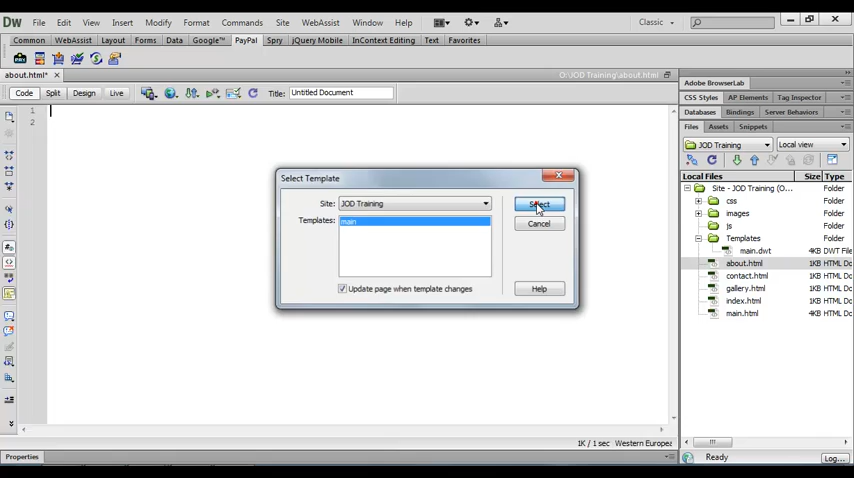 DW File Edit View Insert Modify Format Commands Site WebAssist Window Help Classic
Common WebAssist Layout Forms Data Google™ PayPal Spry jQuery Mobile InContext Editing Text Favorites
about.html* O:\JOD Training\about.html
Code Split Design Live Title: Untitled Document
1
2
Select Template
Site: JOD Training Select
Templates: main Cancel
Update page when template changes Help
1K / 1 sec Western Europea
Properties
Adobe BrowserLab
CSS Styles AP Elements Tag Inspector
Databases Bindings Server Behaviors
Files Assets Snippets
JOD Training Local view
Local Files Size Type
Site - JOD Training (O... Folder
css Folder
images Folder
js Folder
Templates Folder
main.dwt 4KB DWT File
about.html 1KB HTML Do
contact.html 1KB HTML Do
gallery.html 1KB HTML Do
index.html 1KB HTML Do
main.html 1KB HTML Do
Ready Log...